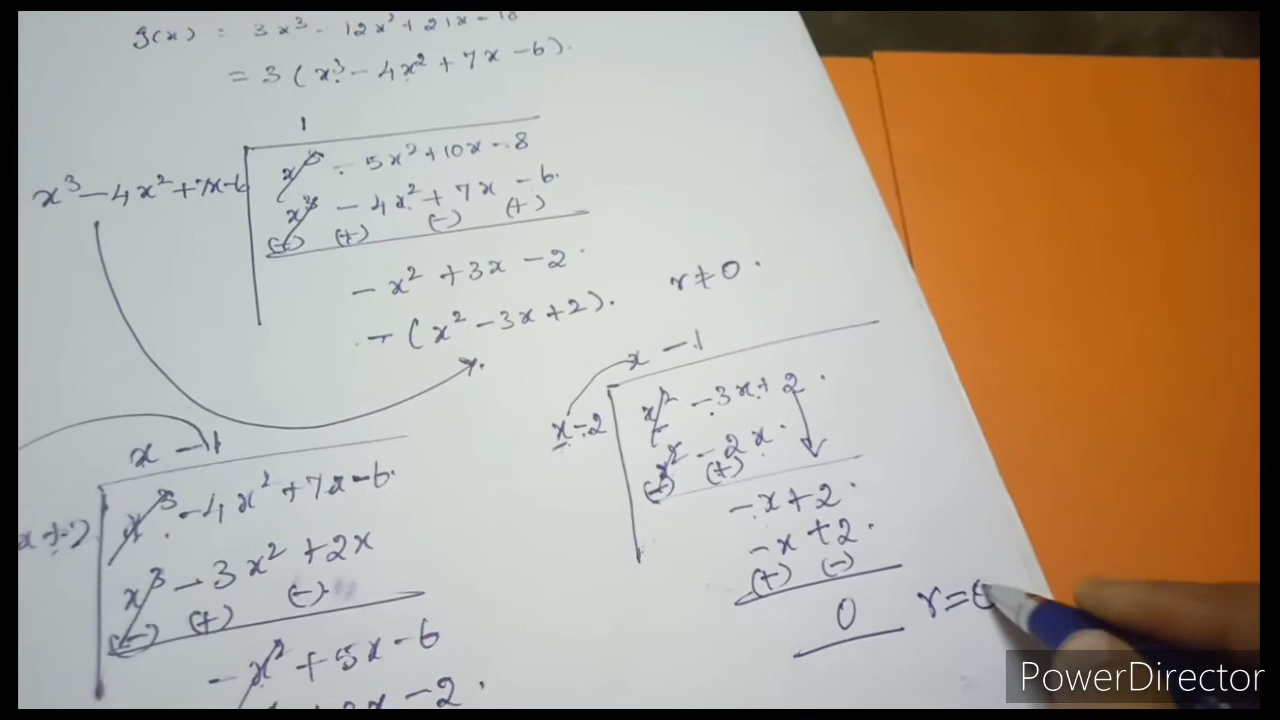 g(x) = 3x³ - 12x² + 21x - 18
= 3 (x³ - 4x² + 7x - 6).
1
x³ - 4x² + 7x - 6
x³ - 5x² + 10x - 8
x³ - 4x² + 7x - 6.
(-) (+) (-) (+)
- x² + 3x - 2.
- (x² - 3x + 2). r ≠ 0.
x - 1
x - 2
x² - 3x + 2.
x² - 2x.
(-) (+)
- x + 2.
- x + 2.
(+) (-)
0 r = 0
x - 1
x³ - 4x² + 7x - 6.
x³ - 3x² + 2x
(-) (+) (-)
- x² + 5x - 6
- 2.
PowerDirector